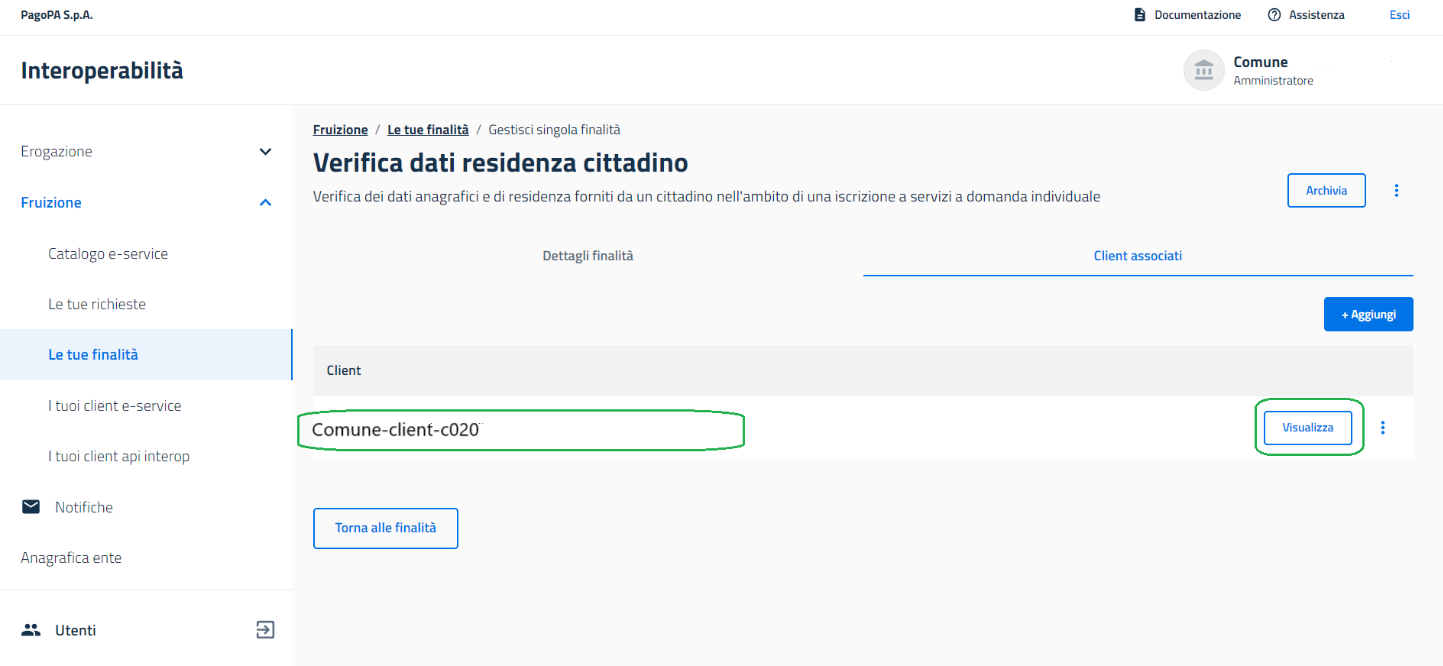 PagoPA S.p.A.
Documentazione
Assistenza
Esci
Interoperabilità
Comune
Amministratore
Erogazione
Fruizione
Catalogo e-service
Le tue richieste
Le tue finalità
I tuoi client e-service
I tuoi client api interop
Notifiche
Anagrafica ente
Utenti
Fruizione / Le tue finalità / Gestisci singola finalità
Verifica dati residenza cittadino
Verifica dei dati anagrafici e di residenza forniti da un cittadino nell'ambito di una iscrizione a servizi a domanda individuale
Archivia
Dettagli finalità
Client associati
+ Aggiungi
Client
Comune-client-c020
Visualizza
Torna alle finalità